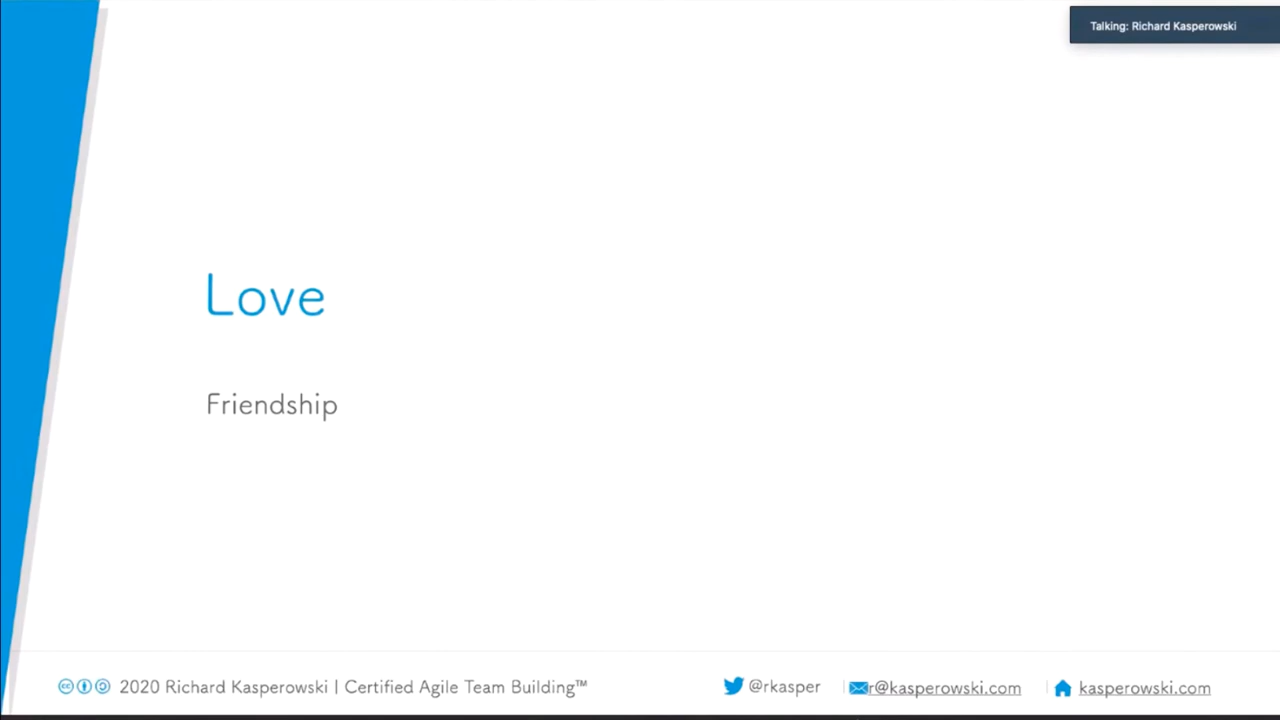 Talking: Richard Kasperowski
Love
Friendship
2020 Richard Kasperowski | Certified Agile Team Building™
@rkasper
r@kasperowski.com
kasperowski.com